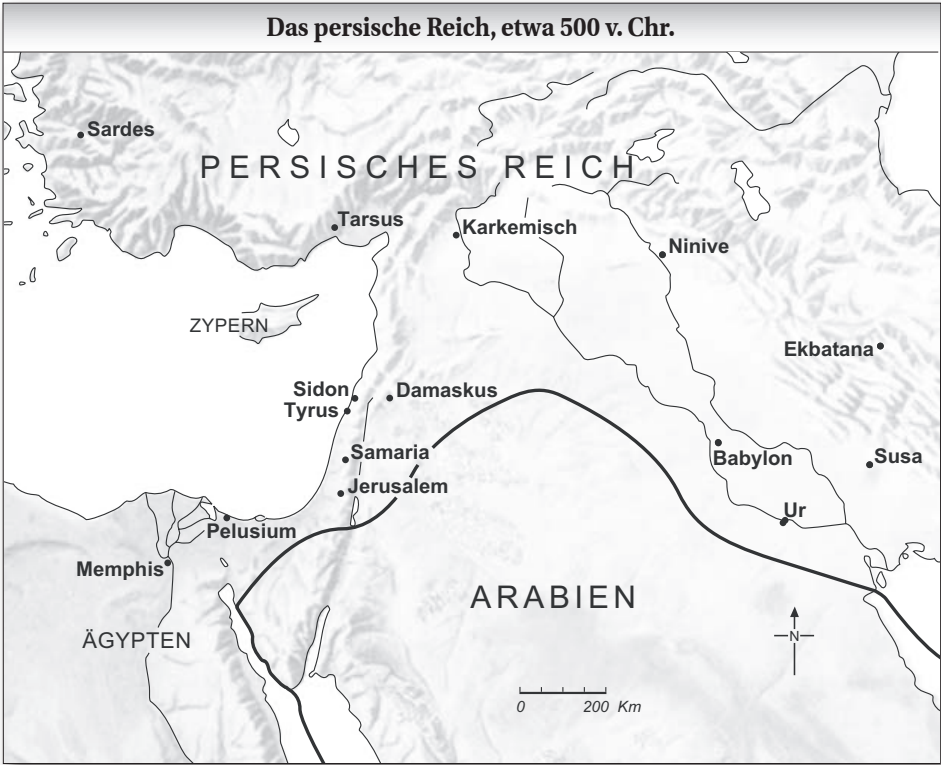 Das persische Reich, etwa 500 v. Chr.
Sardes
PERSISCHES REICH
Tarsus
Karkemisch
Ninive
ZYPERN
Ekbatana
Sidon
Damaskus
Tyrus
Samaria
Babylon
Susa
Jerusalem
Ur
Pelusium
Memphis
ARABIEN
ÄGYPTEN
N
0 200 Km